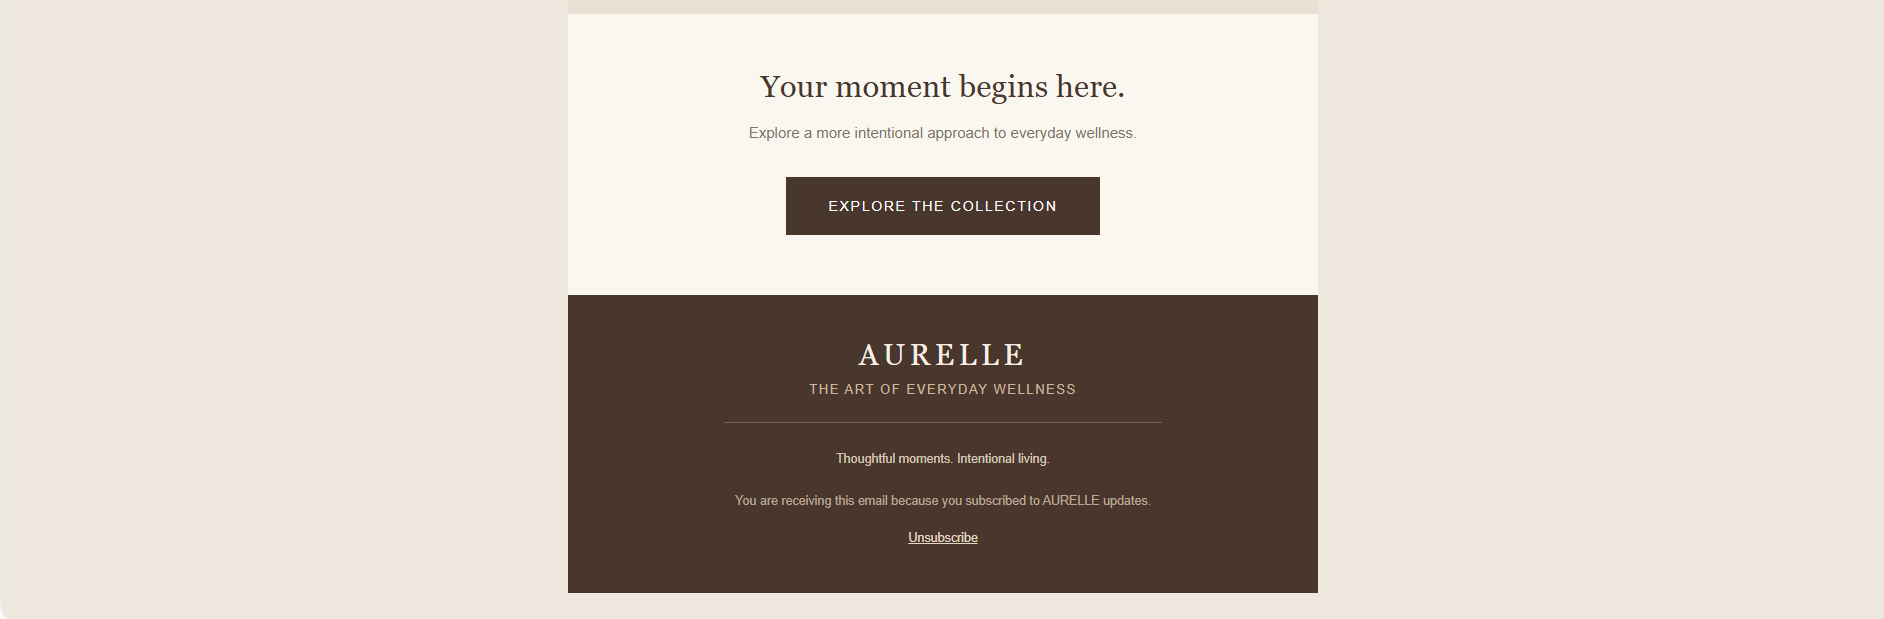 Your moment begins here.
Explore a more intentional approach to everyday wellness.
EXPLORE THE COLLECTION
AURELLE
THE ART OF EVERYDAY WELLNESS
Thoughtful moments. Intentional living.
You are receiving this email because you subscribed to AURELLE updates.
Unsubscribe